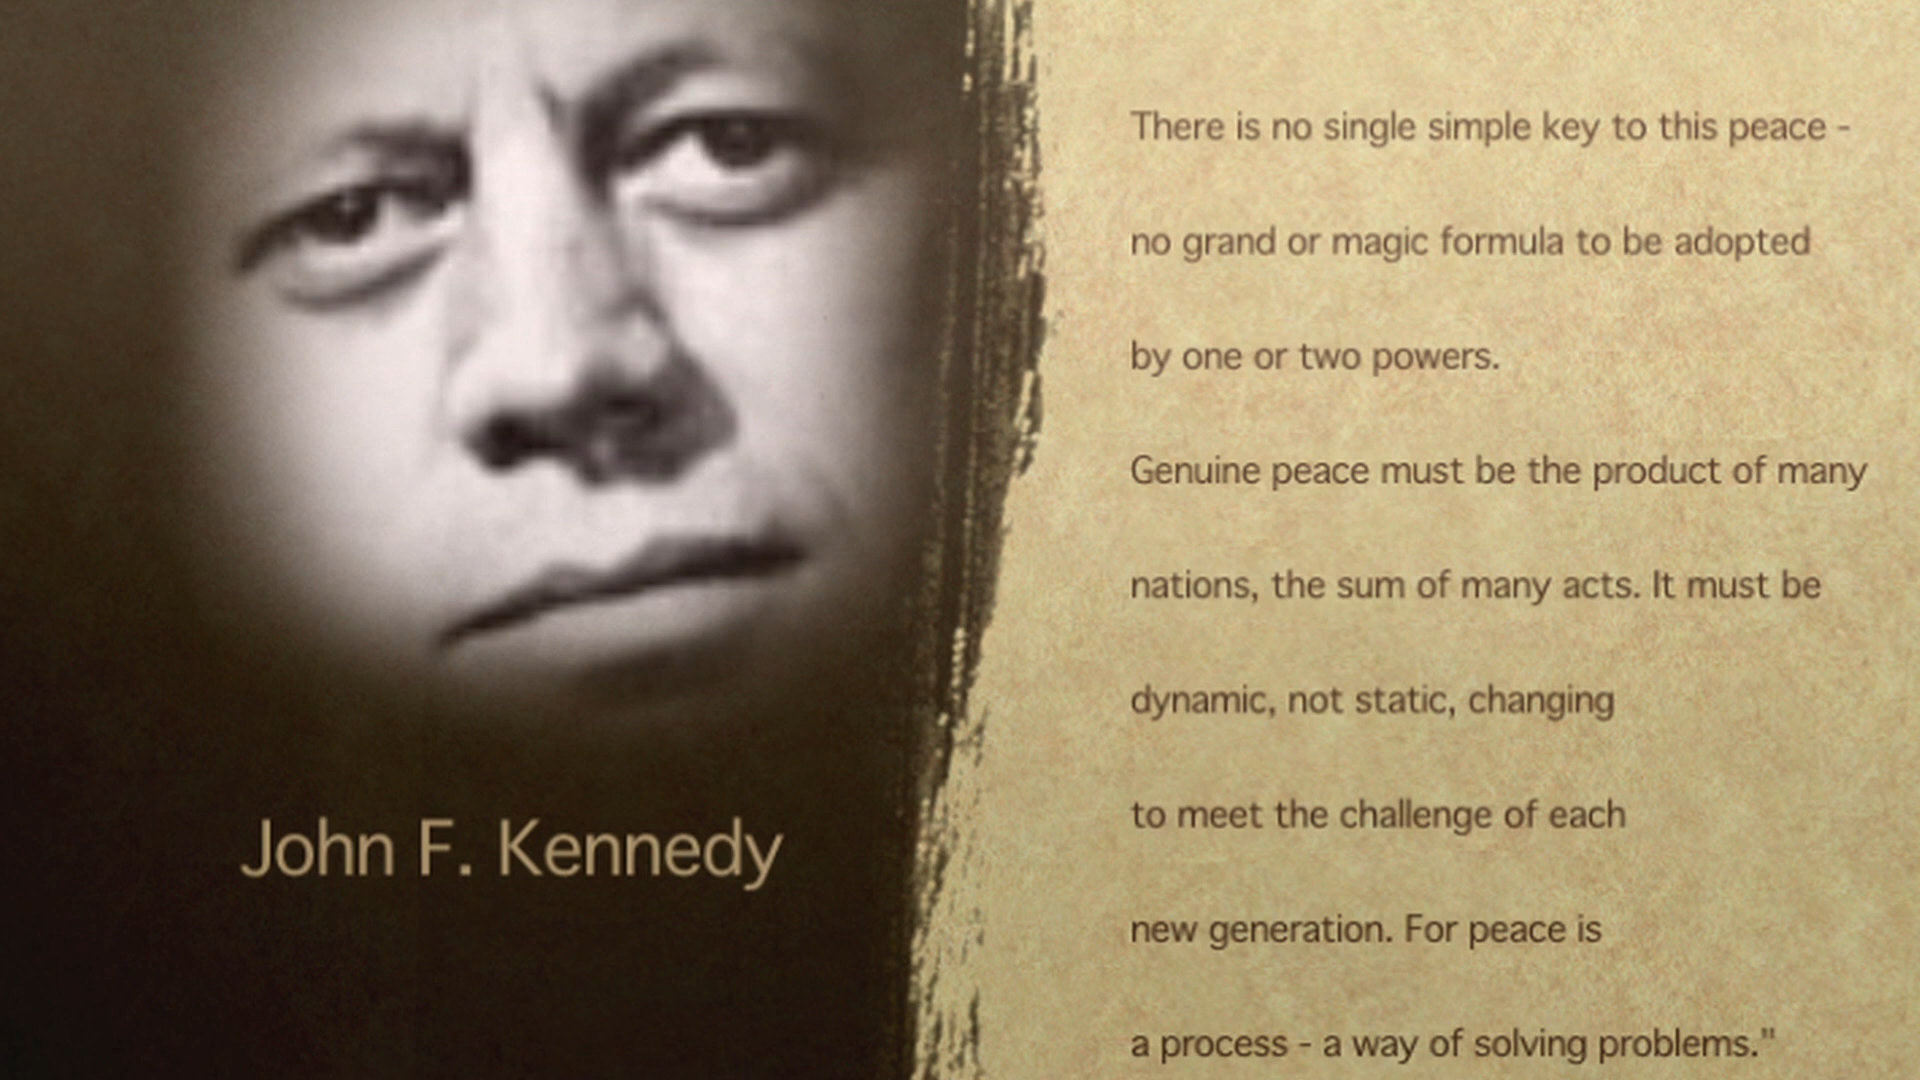 John F. Kennedy
There is no single simple key to this peace -
no grand or magic formula to be adopted
by one or two powers.
Genuine peace must be the product of many
nations, the sum of many acts. It must be
dynamic, not static, changing
to meet the challenge of each
new generation. For peace is
a process - a way of solving problems."